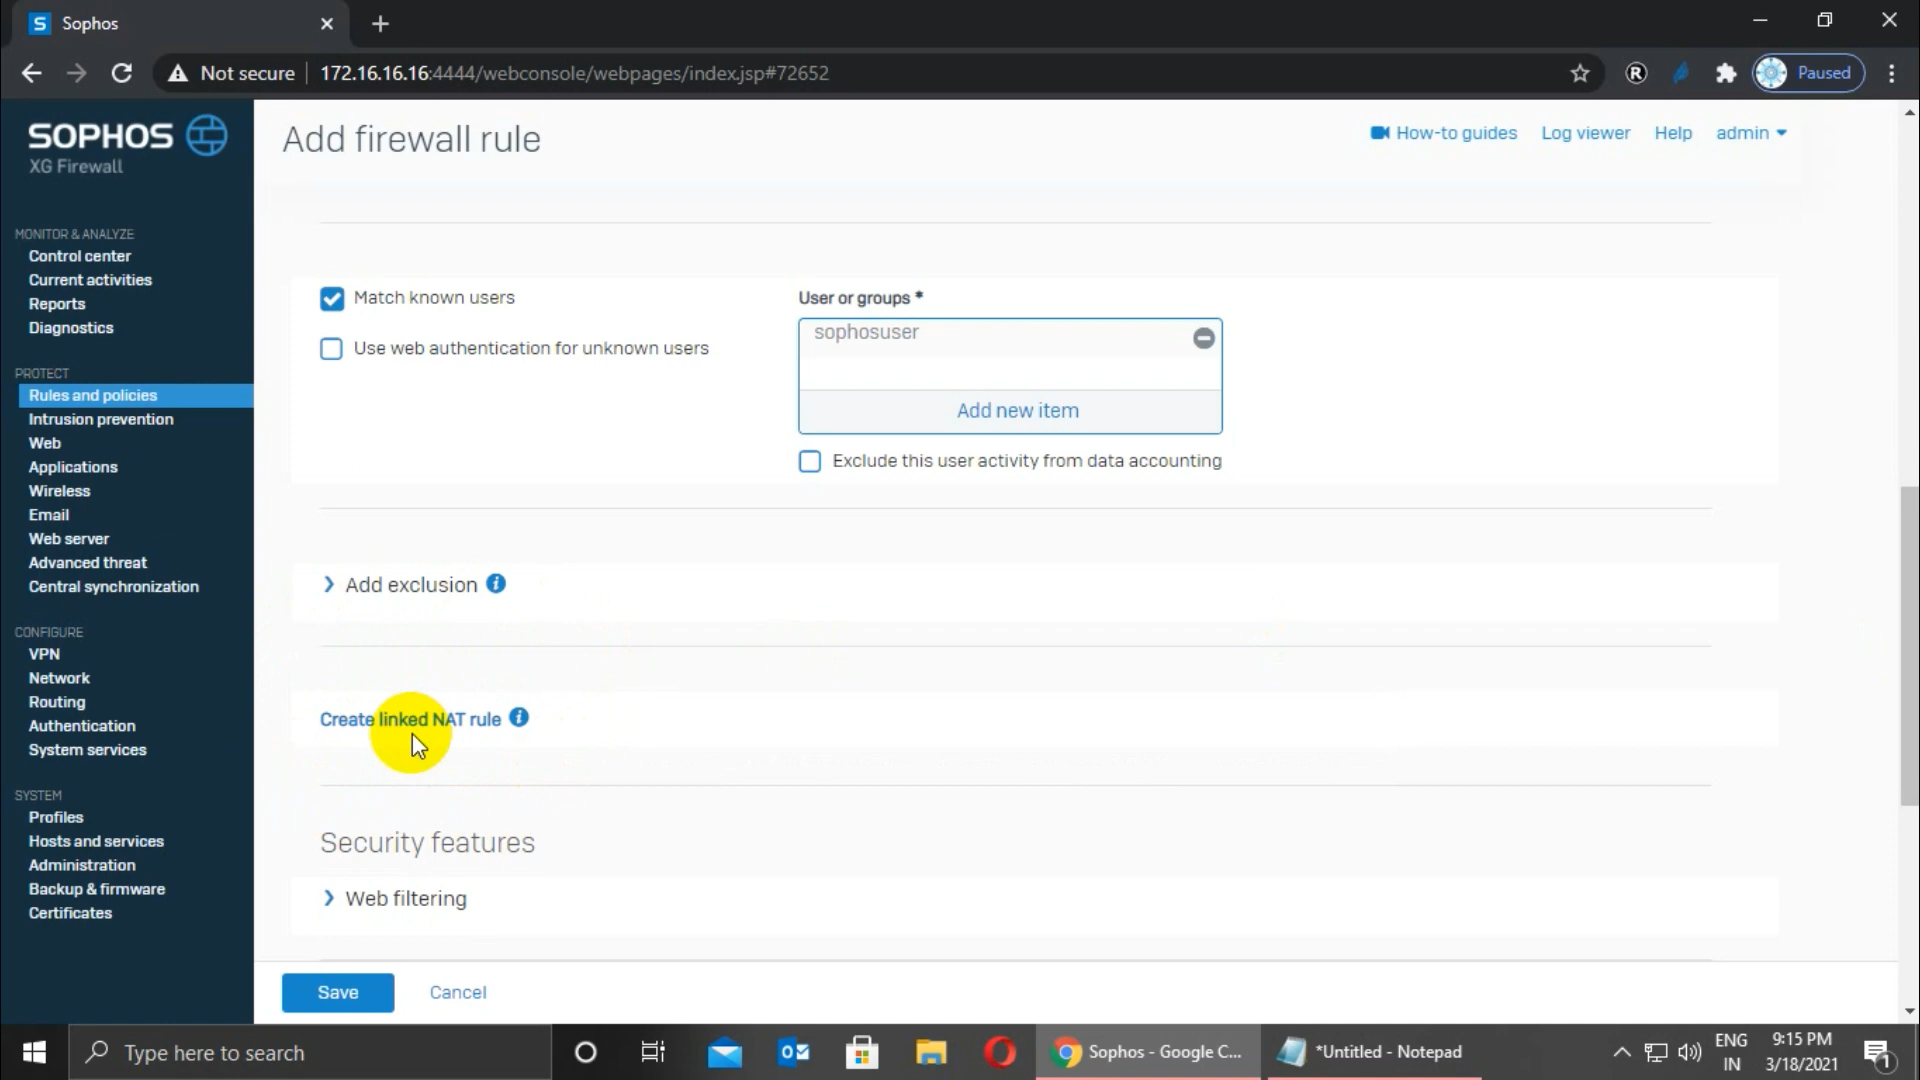 Sophos
Not secure
172.16.16.16:4444/webconsole/webpages/index.jsp#72652
Paused
SOPHOS
XG Firewall
Add firewall rule
How-to guides
Log viewer
Help
admin
MONITOR & ANALYZE
Control center
Current activities
Reports
Diagnostics
PROTECT
Rules and policies
Intrusion prevention
Web
Applications
Wireless
Email
Web server
Advanced threat
Central synchronization
CONFIGURE
VPN
Network
Routing
Authentication
System services
SYSTEM
Profiles
Hosts and services
Administration
Backup & firmware
Certificates
Match known users
Use web authentication for unknown users
User or groups *
sophosuser
Add new item
Exclude this user activity from data accounting
Add exclusion
Create linked NAT rule
Security features
Web filtering
Save
Cancel
Type here to search
Sophos - Google C...
*Untitled - Notepad
ENG
IN
9:15 PM
3/18/2021
1